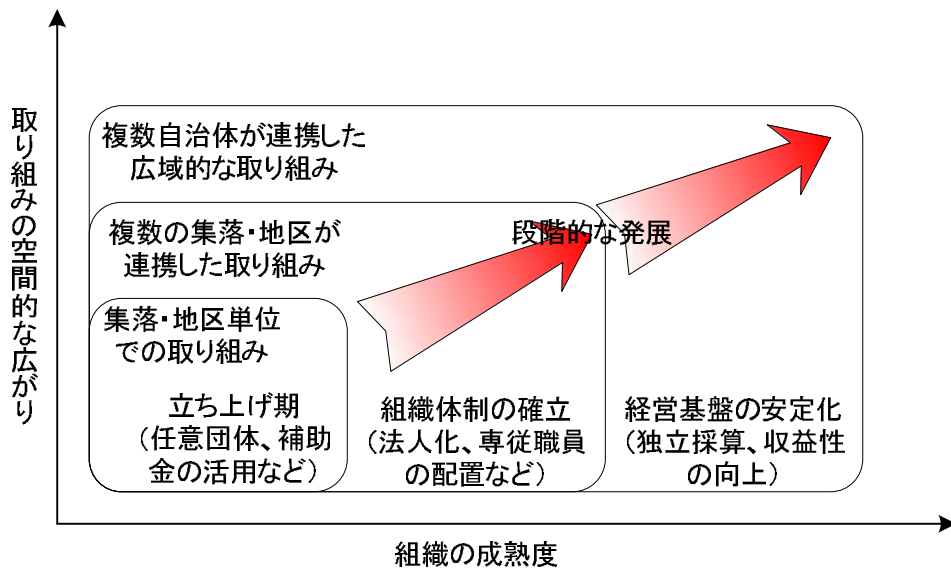 取り組みの空間的な広がり
複数自治体が連携した
広域的な取り組み
複数の集落・地区が
連携した取り組み
段階的な発展
集落・地区単位
での取り組み
立ち上げ期
（任意団体、補助
金の活用など）
組織体制の確立
（法人化、専従職員
の配置など）
経営基盤の安定化
（独立採算、収益性
の向上）
組織の成熟度